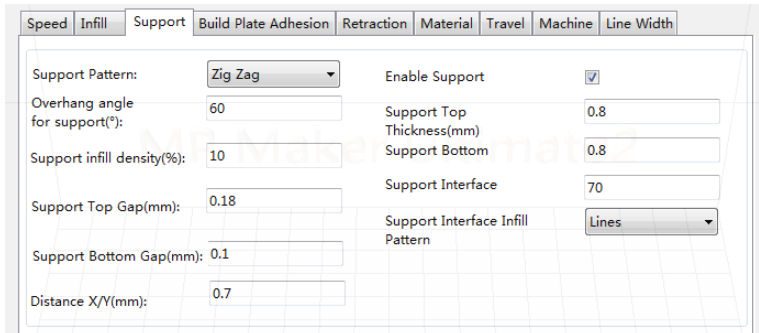 Speed Infill Support Build Plate Adhesion Retraction Material Travel Machine Line Width
Support Pattern: Zig Zag
Enable Support
Overhang angle
for support(°): 60
Support Top
Thickness(mm) 0.8
Support infill density(%): 10
Support Bottom 0.8
Support Interface 70
Support Top Gap(mm): 0.18
Support Interface Infill
Pattern Lines
Support Bottom Gap(mm): 0.1
Distance X/Y(mm): 0.7